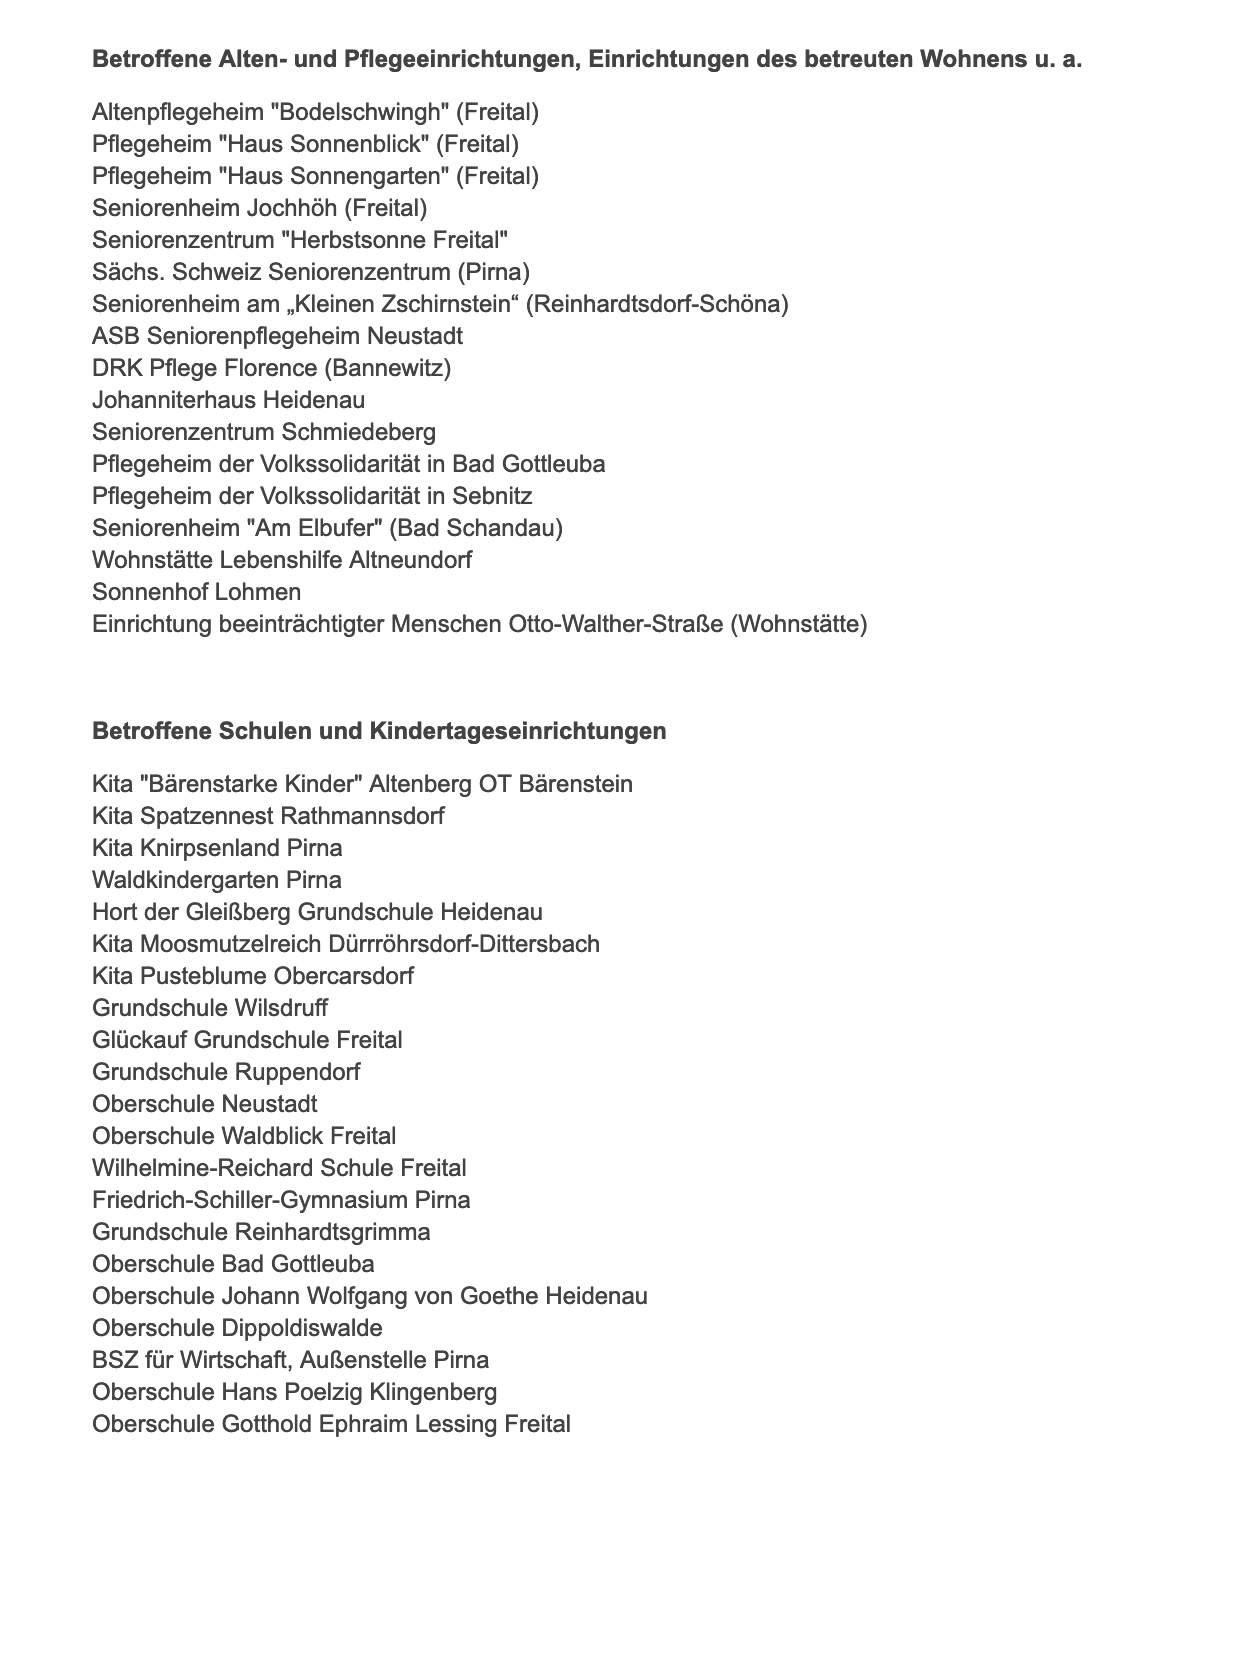 Betroffene Alten- und Pflegeeinrichtungen, Einrichtungen des betreuten Wohnens u. a.
Altenpflegeheim "Bodelschwingh" (Freital)
Pflegeheim "Haus Sonnenblick" (Freital)
Pflegeheim "Haus Sonnengarten" (Freital)
Seniorenheim Jochhöh (Freital)
Seniorenzentrum "Herbstsonne Freital"
Sächs. Schweiz Seniorenzentrum (Pirna)
Seniorenheim am „Kleinen Zschirnstein“ (Reinhardtsdorf-Schöna)
ASB Seniorenpflegeheim Neustadt
DRK Pflege Florence (Bannewitz)
Johanniterhaus Heidenau
Seniorenzentrum Schmiedeberg
Pflegeheim der Volkssolidarität in Bad Gottleuba
Pflegeheim der Volkssolidarität in Sebnitz
Seniorenheim "Am Elbufer" (Bad Schandau)
Wohnstätte Lebenshilfe Altneundorf
Sonnenhof Lohmen
Einrichtung beeinträchtigter Menschen Otto-Walther-Straße (Wohnstätte)
Betroffene Schulen und Kindertageseinrichtungen
Kita "Bärenstarke Kinder" Altenberg OT Bärenstein
Kita Spatzennest Rathmannsdorf
Kita Knirpsenland Pirna
Waldkindergarten Pirna
Hort der Gleißberg Grundschule Heidenau
Kita Moosmutzelreich Dürrröhrsdorf-Dittersbach
Kita Pusteblume Obercarsdorf
Grundschule Wilsdruff
Glückauf Grundschule Freital
Grundschule Ruppendorf
Oberschule Neustadt
Oberschule Waldblick Freital
Wilhelmine-Reichard Schule Freital
Friedrich-Schiller-Gymnasium Pirna
Grundschule Reinhardtsgrimma
Oberschule Bad Gottleuba
Oberschule Johann Wolfgang von Goethe Heidenau
Oberschule Dippoldiswalde
BSZ für Wirtschaft, Außenstelle Pirna
Oberschule Hans Poelzig Klingenberg
Oberschule Gotthold Ephraim Lessing Freital